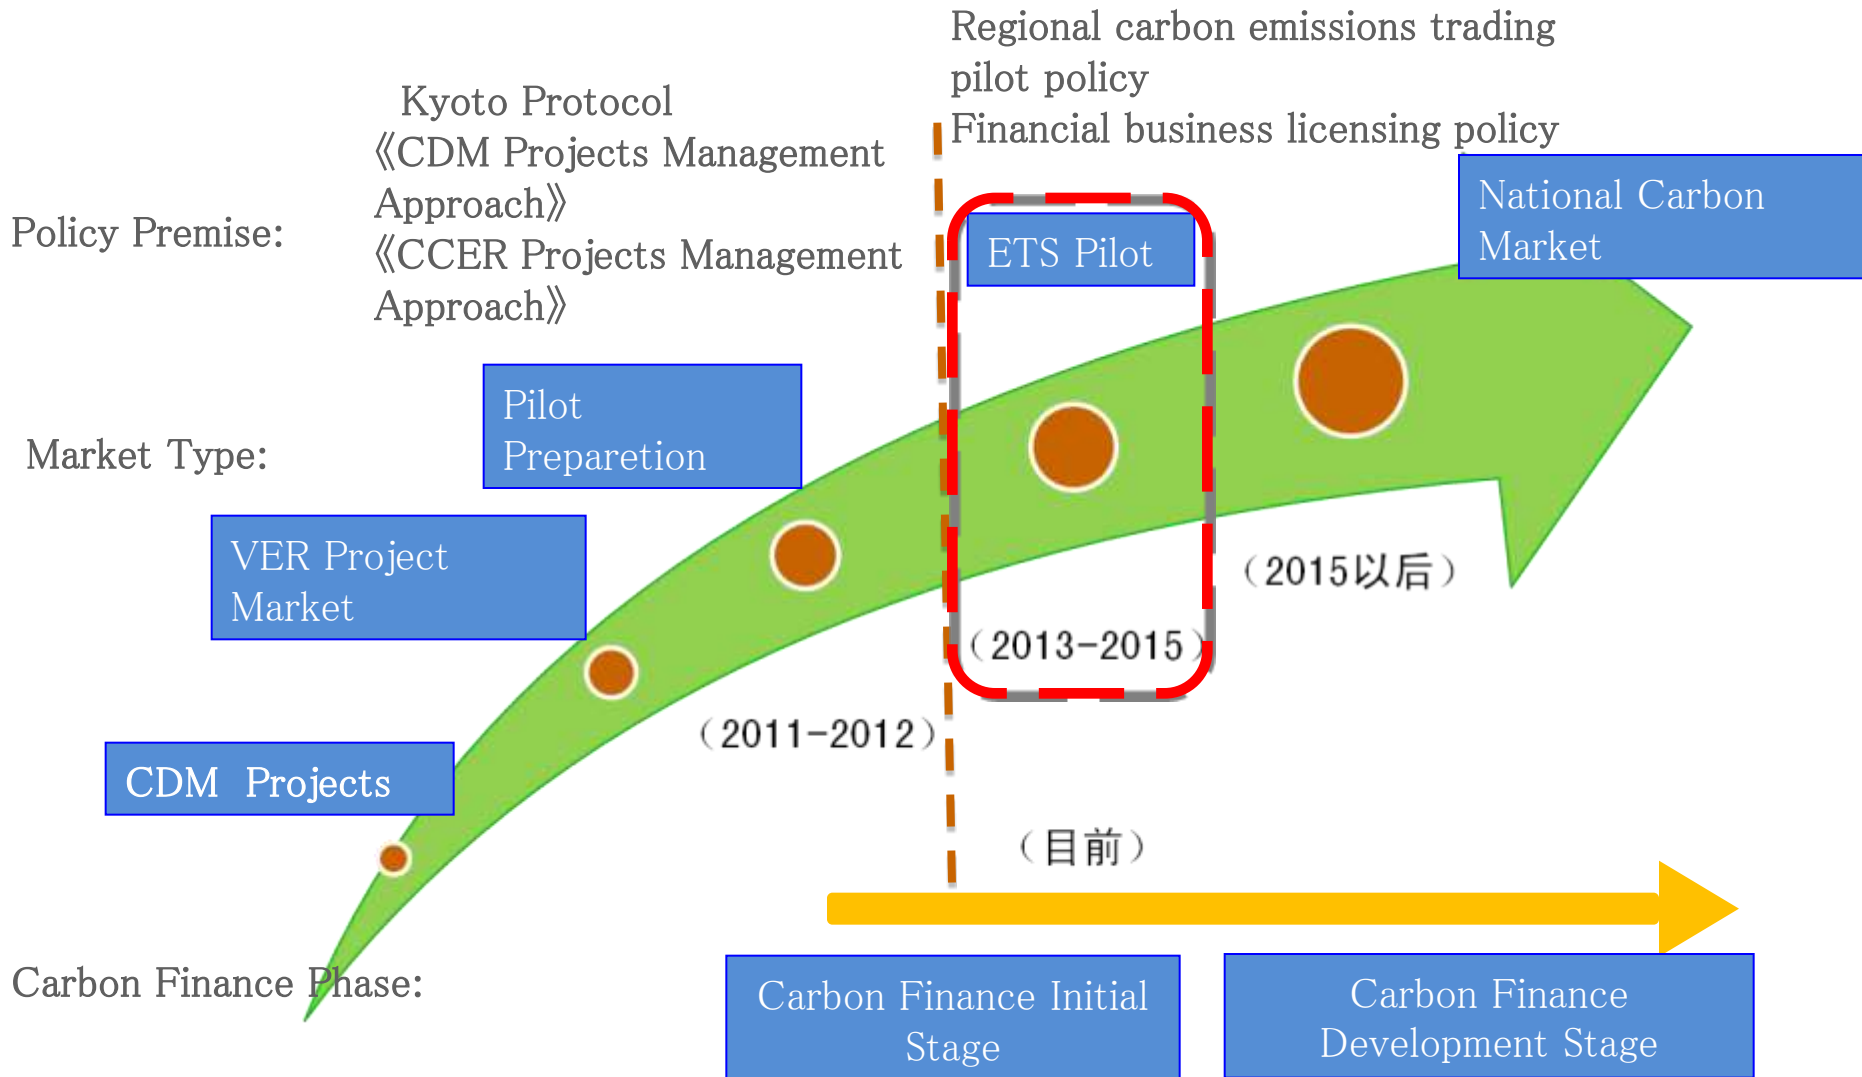 Regional carbon emissions trading
pilot policy
Financial business licensing policy
Kyoto Protocol
《CDM Projects Management
Approach》
《CCER Projects Management
Approach》
Policy Premise:
ETS Pilot
National Carbon
Market
Pilot
Preparetion
Market Type:
VER Project
Market
（2015以后）
（2013-2015）
（2011-2012）
CDM Projects
（目前）
Carbon Finance Phase:
Carbon Finance Initial
Stage
Carbon Finance
Development Stage